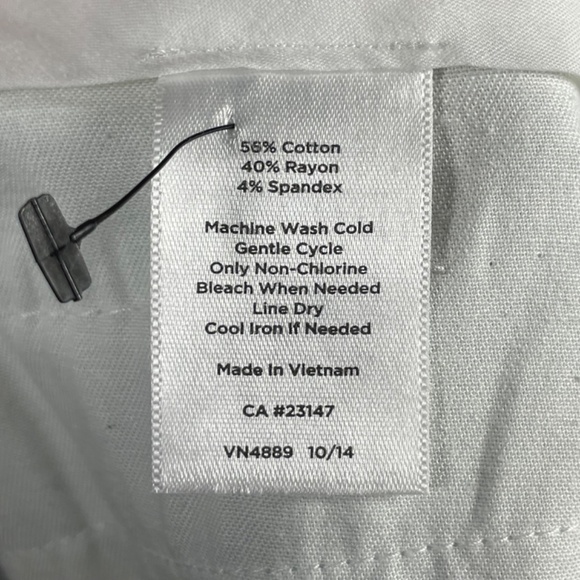 56% Cotton
40% Rayon
4% Spandex
Machine Wash Cold
Gentle Cycle
Only Non-Chlorine
Bleach When Needed
Line Dry
Cool Iron If Needed
Made In Vietnam
CA #23147
VN4889 10/14